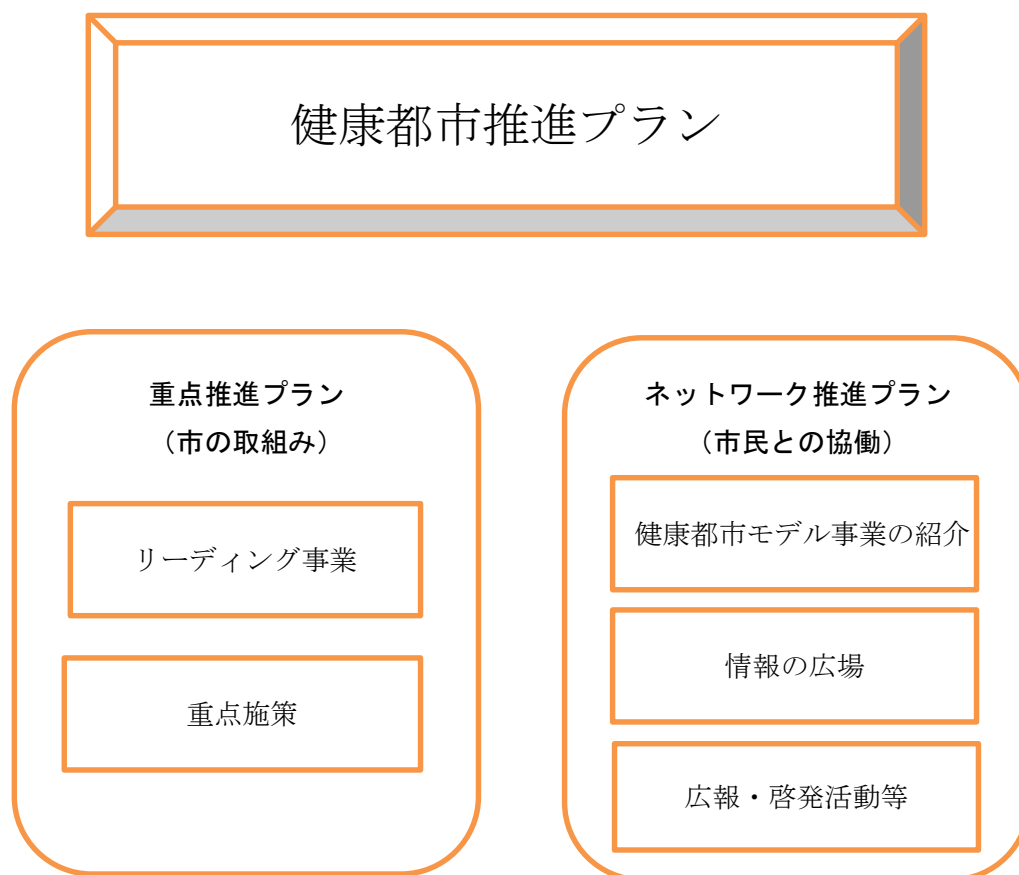 健康都市推進プラン
重点推進プラン
（市の取組み）
リーディング事業
重点施策
ネットワーク推進プラン
（市民との協働）
健康都市モデル事業の紹介
情報の広場
広報・啓発活動等